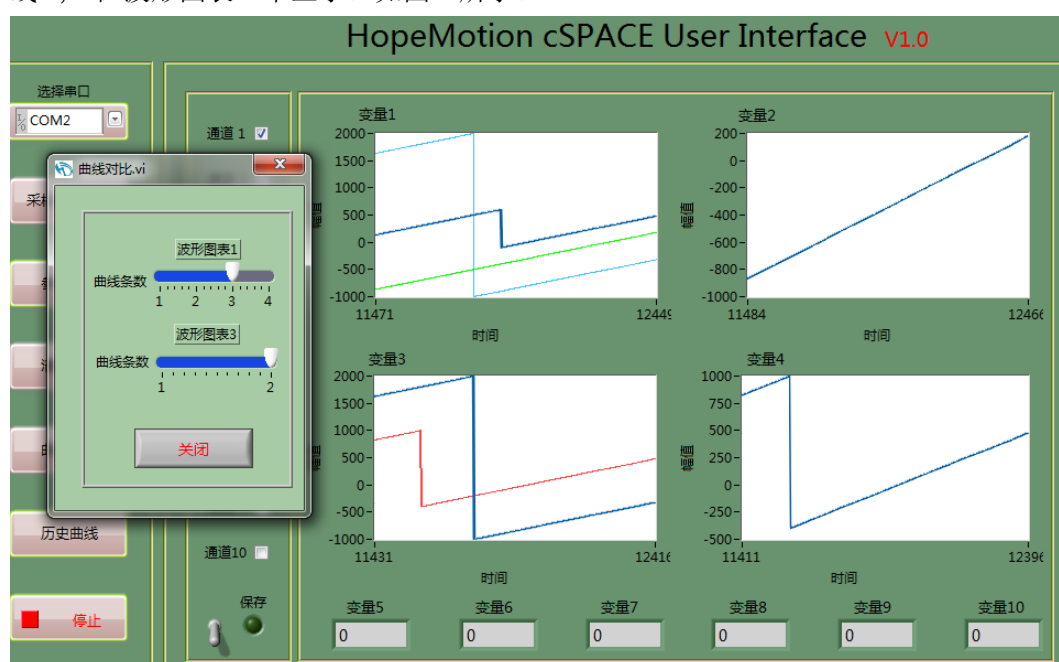 HopeMotion cSPACE User Interface V1.0
选择串口
COM2
通道 1
曲线对比.vi
波形图表1
曲线条数
1 2 3 4
波形图表3
曲线条数
1 2
关闭
历史曲线
通道10
保存
停止
变量1
2000
1500
1000
500
0
-500
-1000
幅值
11471 12449
时间
变量2
200
0
-200
-400
-600
-800
-1000
幅值
11484 12466
时间
变量3
2000
1500
1000
500
0
-500
-1000
幅值
11431 12416
时间
变量4
1000
750
500
250
0
-250
-500
幅值
11411 12396
时间
变量5 变量6 变量7 变量8 变量9 变量10
0 0 0 0 0 0